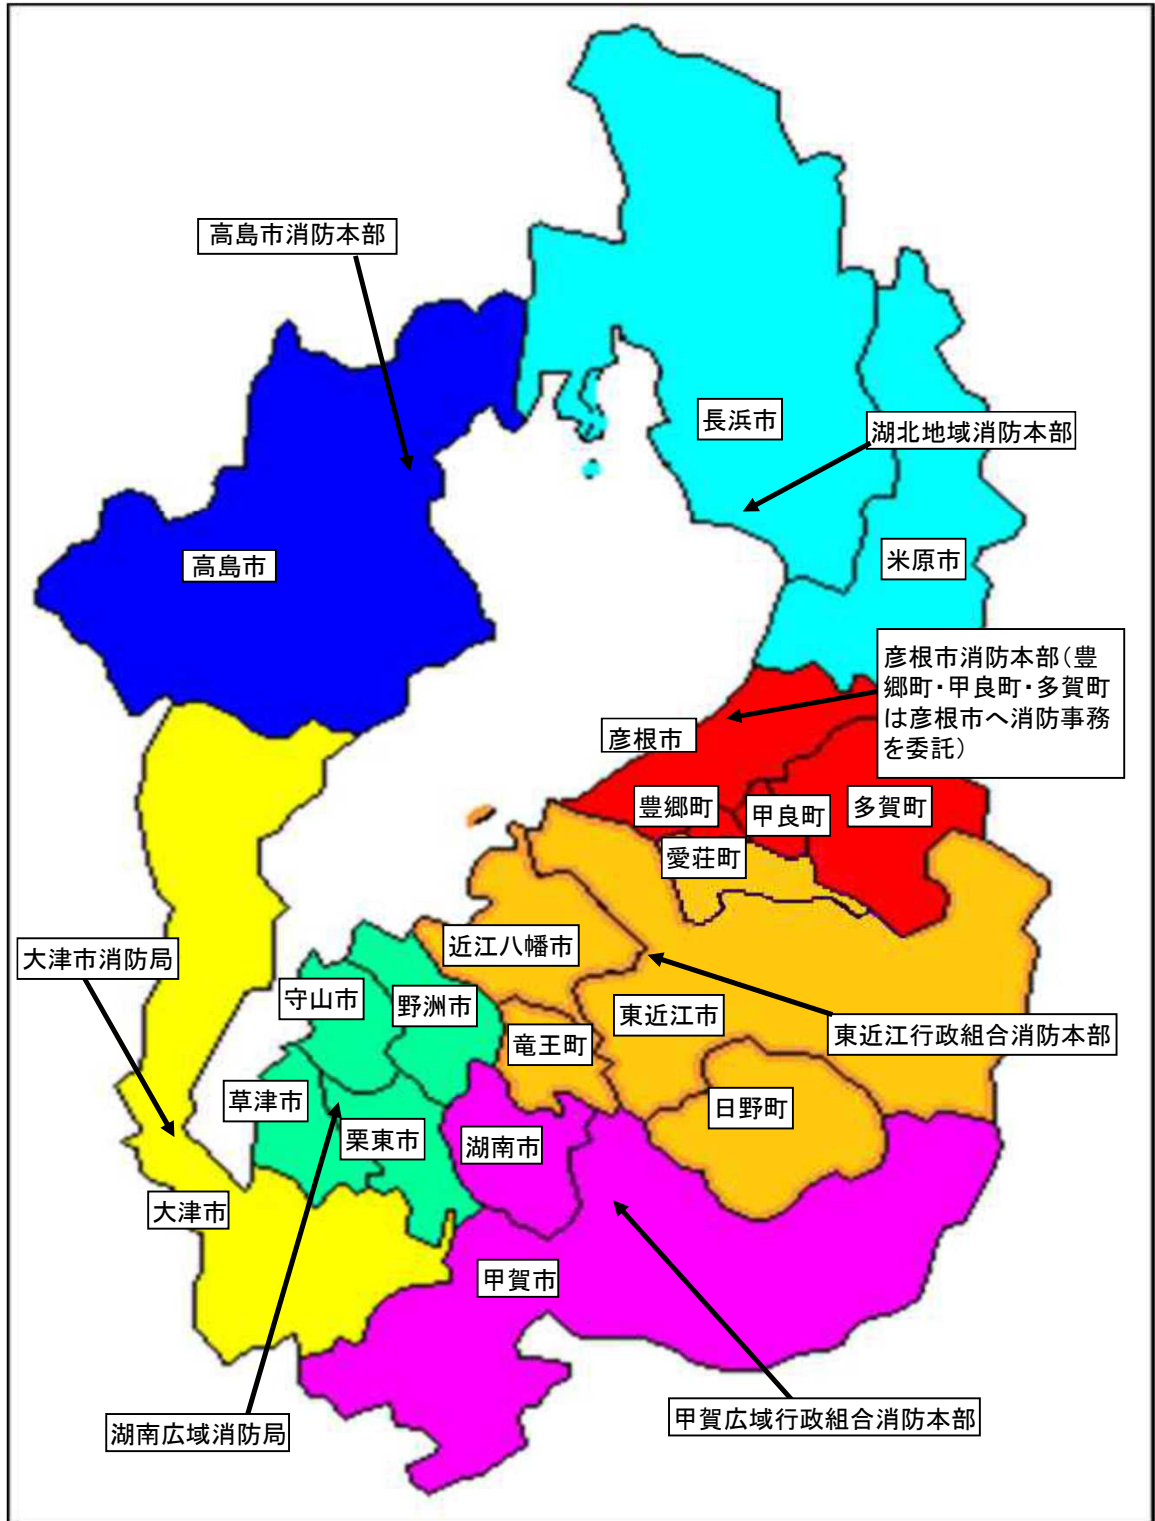 高島市消防本部
長浜市
湖北地域消防本部
高島市
米原市
彦根市消防本部（豊
郷町・甲良町・多賀町
は彦根市へ消防事務
を委託）
彦根市
豊郷町
甲良町
多賀町
愛荘町
大津市消防局
近江八幡市
守山市
野洲市
東近江市
竜王町
東近江行政組合消防本部
草津市
日野町
栗東市
湖南市
大津市
甲賀市
湖南広域消防局
甲賀広域行政組合消防本部